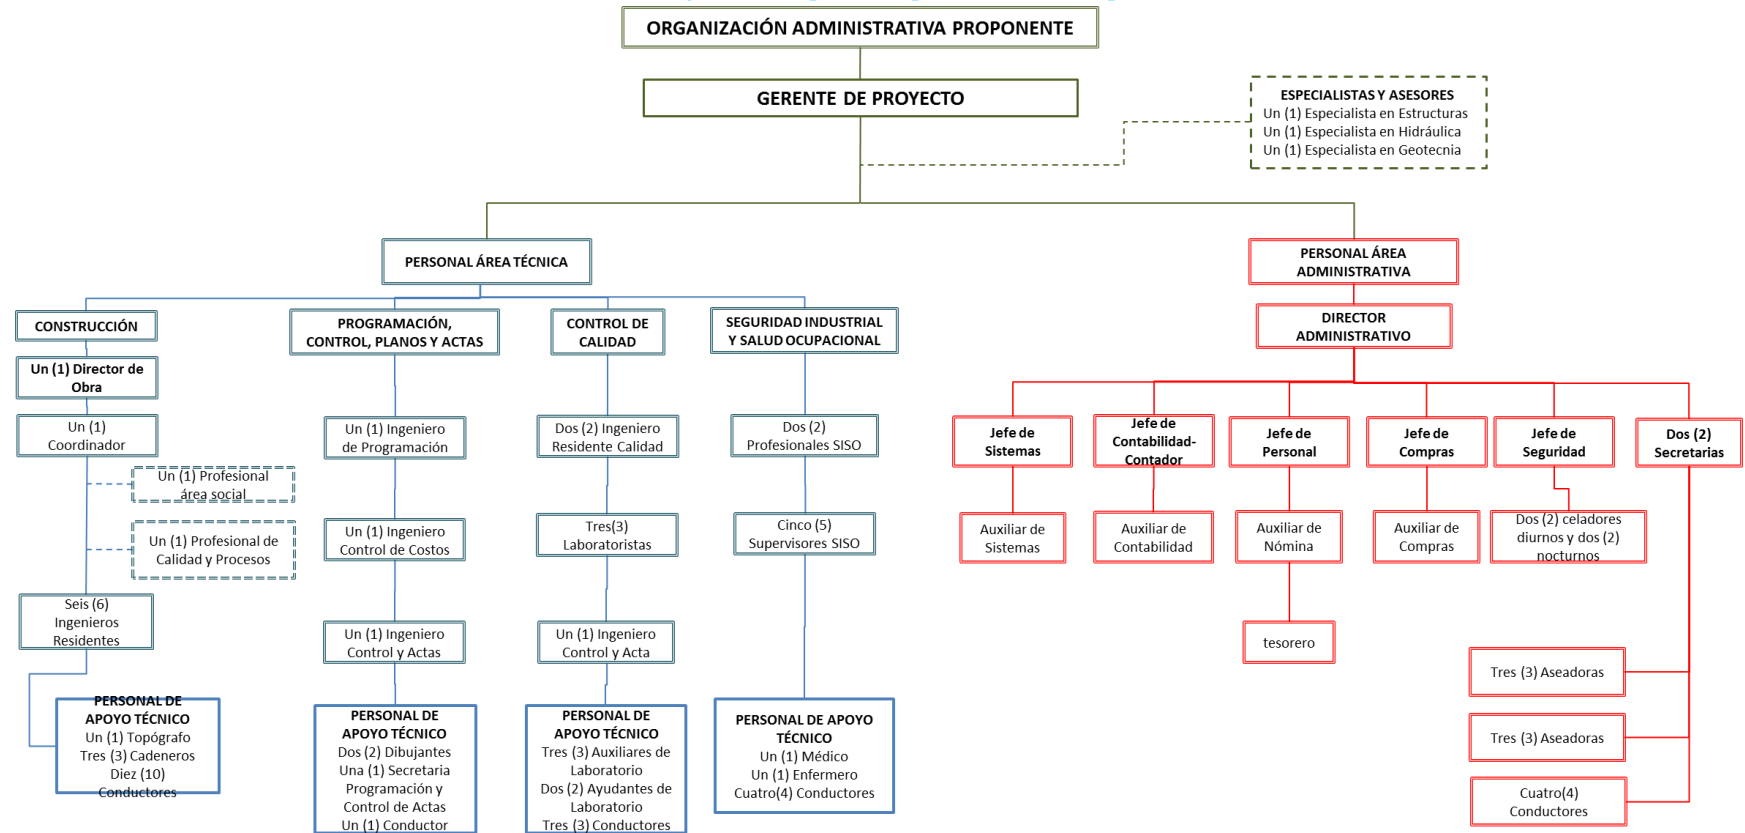 ORGANIZACIÓN ADMINISTRATIVA PROPONENTE
GERENTE DE PROYECTO
ESPECIALISTAS Y ASESORES
Un (1) Especialista en Estructuras
Un (1) Especialista en Hidráulica
Un (1) Especialista en Geotecnia
PERSONAL ÁREA TÉCNICA
PERSONAL ÁREA
ADMINISTRATIVA
DIRECTOR
ADMINISTRATIVO
CONSTRUCCIÓN
Un (1) Director de
Obra
Un (1)
Coordinador
Un (1) Profesional
área social
Un (1) Profesional de
Calidad y Procesos
Seis (6)
Ingenieros
Residentes
PERSONAL DE
APOYO TÉCNICO
Un (1) Topógrafo
Tres (3) Cadeneros
Diez (10)
Conductores
PROGRAMACIÓN,
CONTROL, PLANOS Y ACTAS
Un (1) Ingeniero
de Programación
Un (1) Ingeniero
Control de Costos
Un (1) Ingeniero
Control y Actas
PERSONAL DE
APOYO TÉCNICO
Dos (2) Dibujantes
Una (1) Secretaria
Programación y
Control de Actas
Un (1) Conductor
CONTROL DE
CALIDAD
Dos (2) Ingeniero
Residente Calidad
Tres(3)
Laboratoristas
Un (1) Ingeniero
Control y Acta
PERSONAL DE
APOYO TÉCNICO
Tres (3) Auxiliares de
Laboratorio
Dos (2) Ayudantes de
Laboratorio
Tres (3) Conductores
SEGURIDAD INDUSTRIAL
Y SALUD OCUPACIONAL
Dos (2)
Profesionales SISO
Cinco (5)
Supervisores SISO
PERSONAL DE APOYO
TÉCNICO
Un (1) Médico
Un (1) Enfermero
Cuatro(4) Conductores
Jefe de
Sistemas
Auxiliar de
Sistemas
Jefe de
Contabilidad-
Contador
Auxiliar de
Contabilidad
Jefe de
Personal
Auxiliar de
Nómina
tesorero
Jefe de
Compras
Auxiliar de
Compras
Jefe de
Seguridad
Dos (2) celadores
diurnos y dos (2)
nocturnos
Dos (2)
Secretarias
Tres (3) Aseadoras
Tres (3) Aseadoras
Cuatro(4)
Conductores